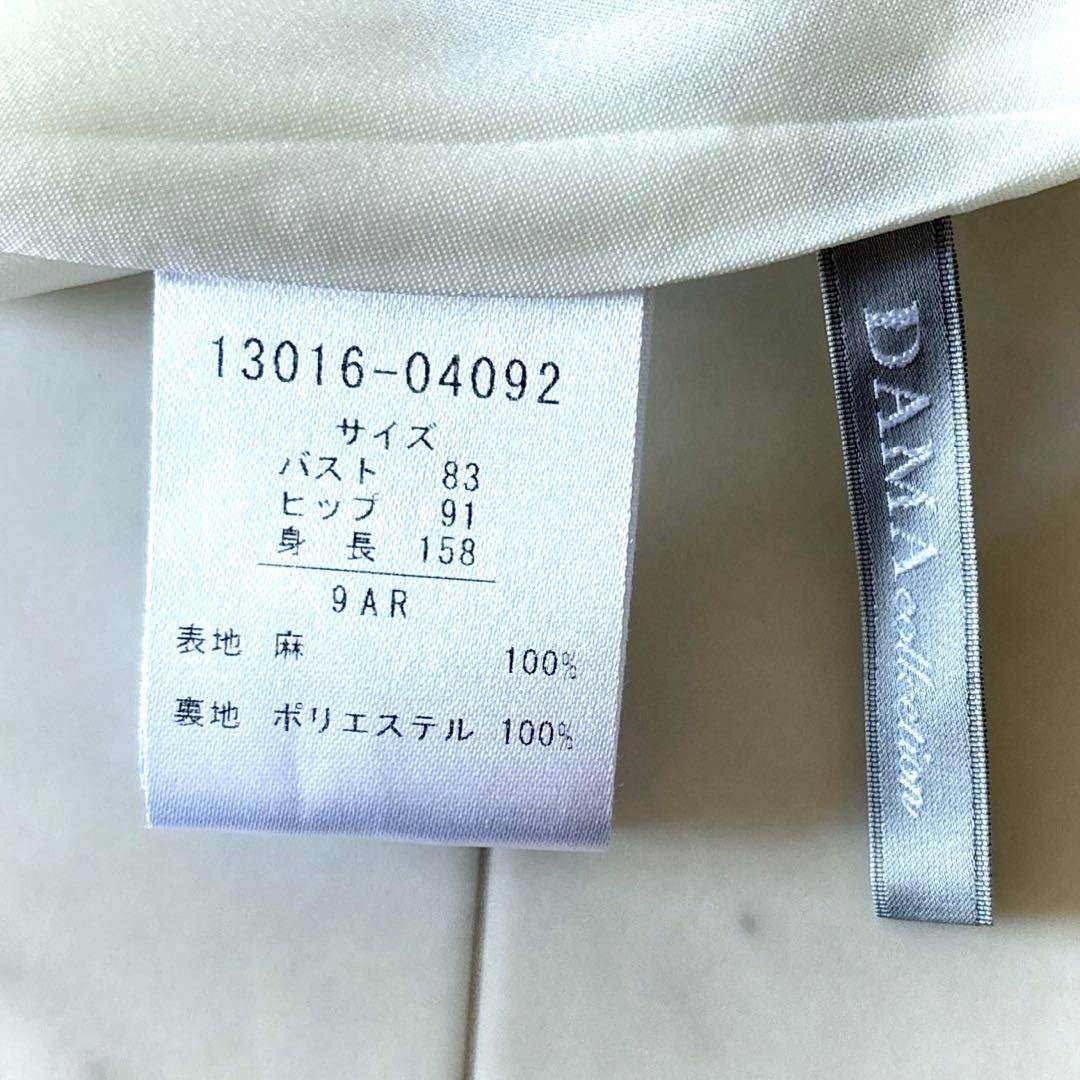 13016-04092
サイズ
バスト 83
ヒップ 91
身 長 158
9AR
表地 麻 100%
裏地 ポリエステル 100%
DAMA collection